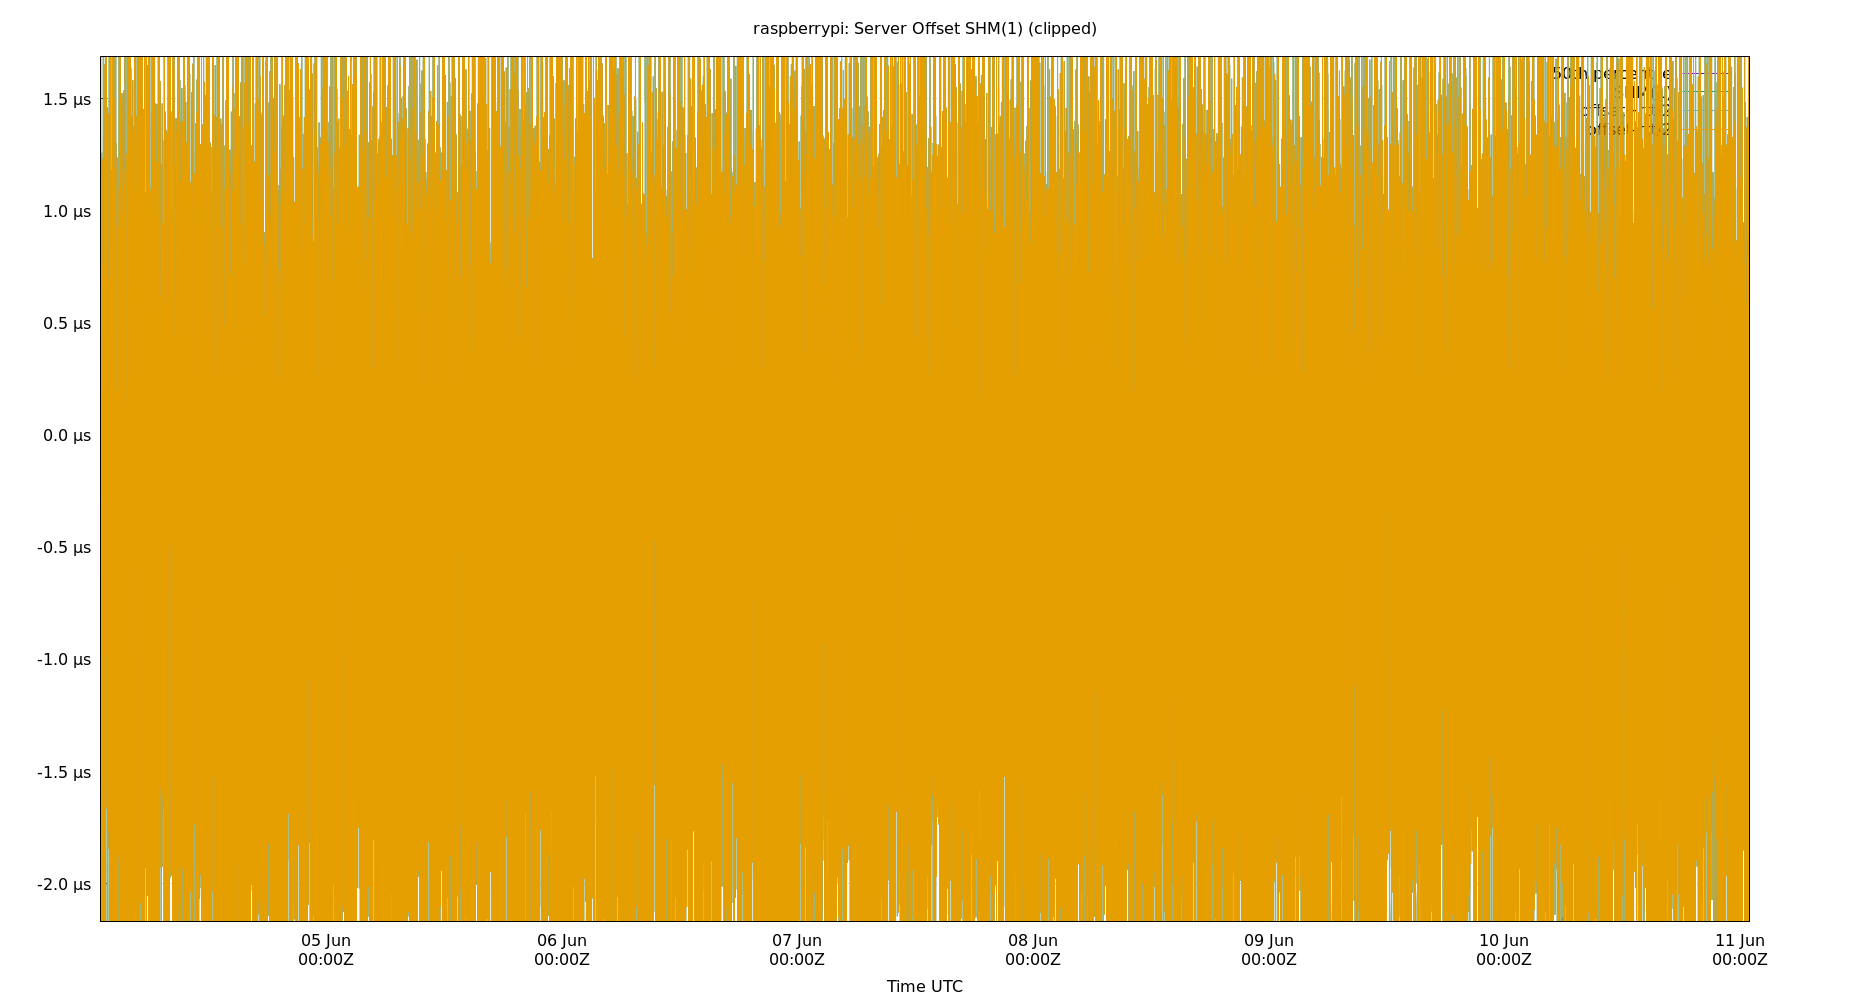 raspberrypi: Server Offset SHM(1) (clipped)
50th percentile
SHM(1)
1.5 µs
1.0 µs
0.5 µs
0.0 µs
-0.5 µs
-1.0 µs
-1.5 µs
-2.0 µs
05 Jun 06 Jun 07 Jun 08 Jun 09 Jun 10 Jun 11 Jun
00:00Z 00:00Z 00:00Z 00:00Z 00:00Z 00:00Z 00:00Z
Time UTC